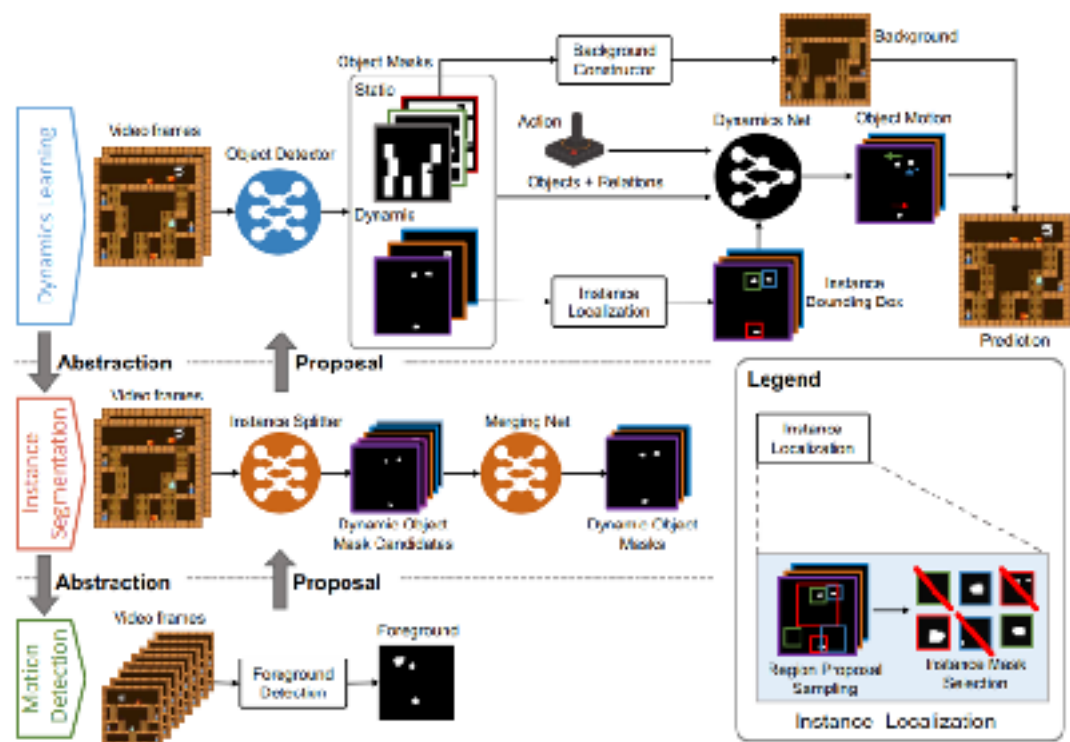 Object Masks
Static
Background
Constructor
Background
Video frames
Object Detector
Action
Dynamics Net
Object Motion
Objects + Relations
Dynamic
Instance
Localization
Instance
Bounding Box
Prediction
Dynamics Learning
Abstraction
Proposal
Video frames
Instance Splitter
Merging Net
Dynamic Object
Mask Candidates
Dynamic Object
Masks
Instance
Segmentation
Abstraction
Proposal
Video frames
Foreground
Detection
Foreground
Motion
Detection
Legend
Instance
Localization
Region Proposal
Sampling
Instance Mask
Selection
Instance Localization